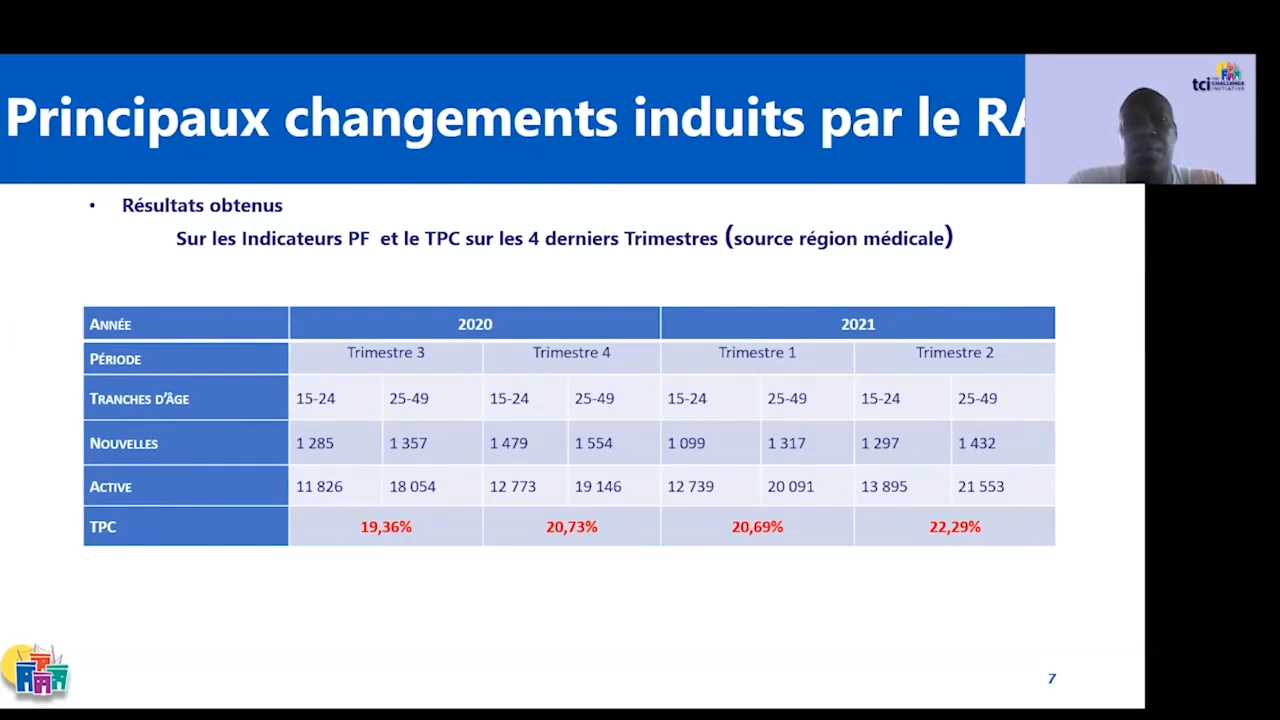 Principaux changements induits par le RA
tci THE CHALLENGE INITIATIVE
• Résultats obtenus
Sur les Indicateurs PF et le TPC sur les 4 derniers Trimestres (source région médicale)
ANNÉE 2020 2021
PÉRIODE Trimestre 3 Trimestre 4 Trimestre 1 Trimestre 2
TRANCHES D'ÂGE 15-24 25-49 15-24 25-49 15-24 25-49 15-24 25-49
NOUVELLES 1 285 1 357 1 479 1 554 1 099 1 317 1 297 1 432
ACTIVE 11 826 18 054 12 773 19 146 12 739 20 091 13 895 21 553
TPC 19,36% 20,73% 20,69% 22,29%
7